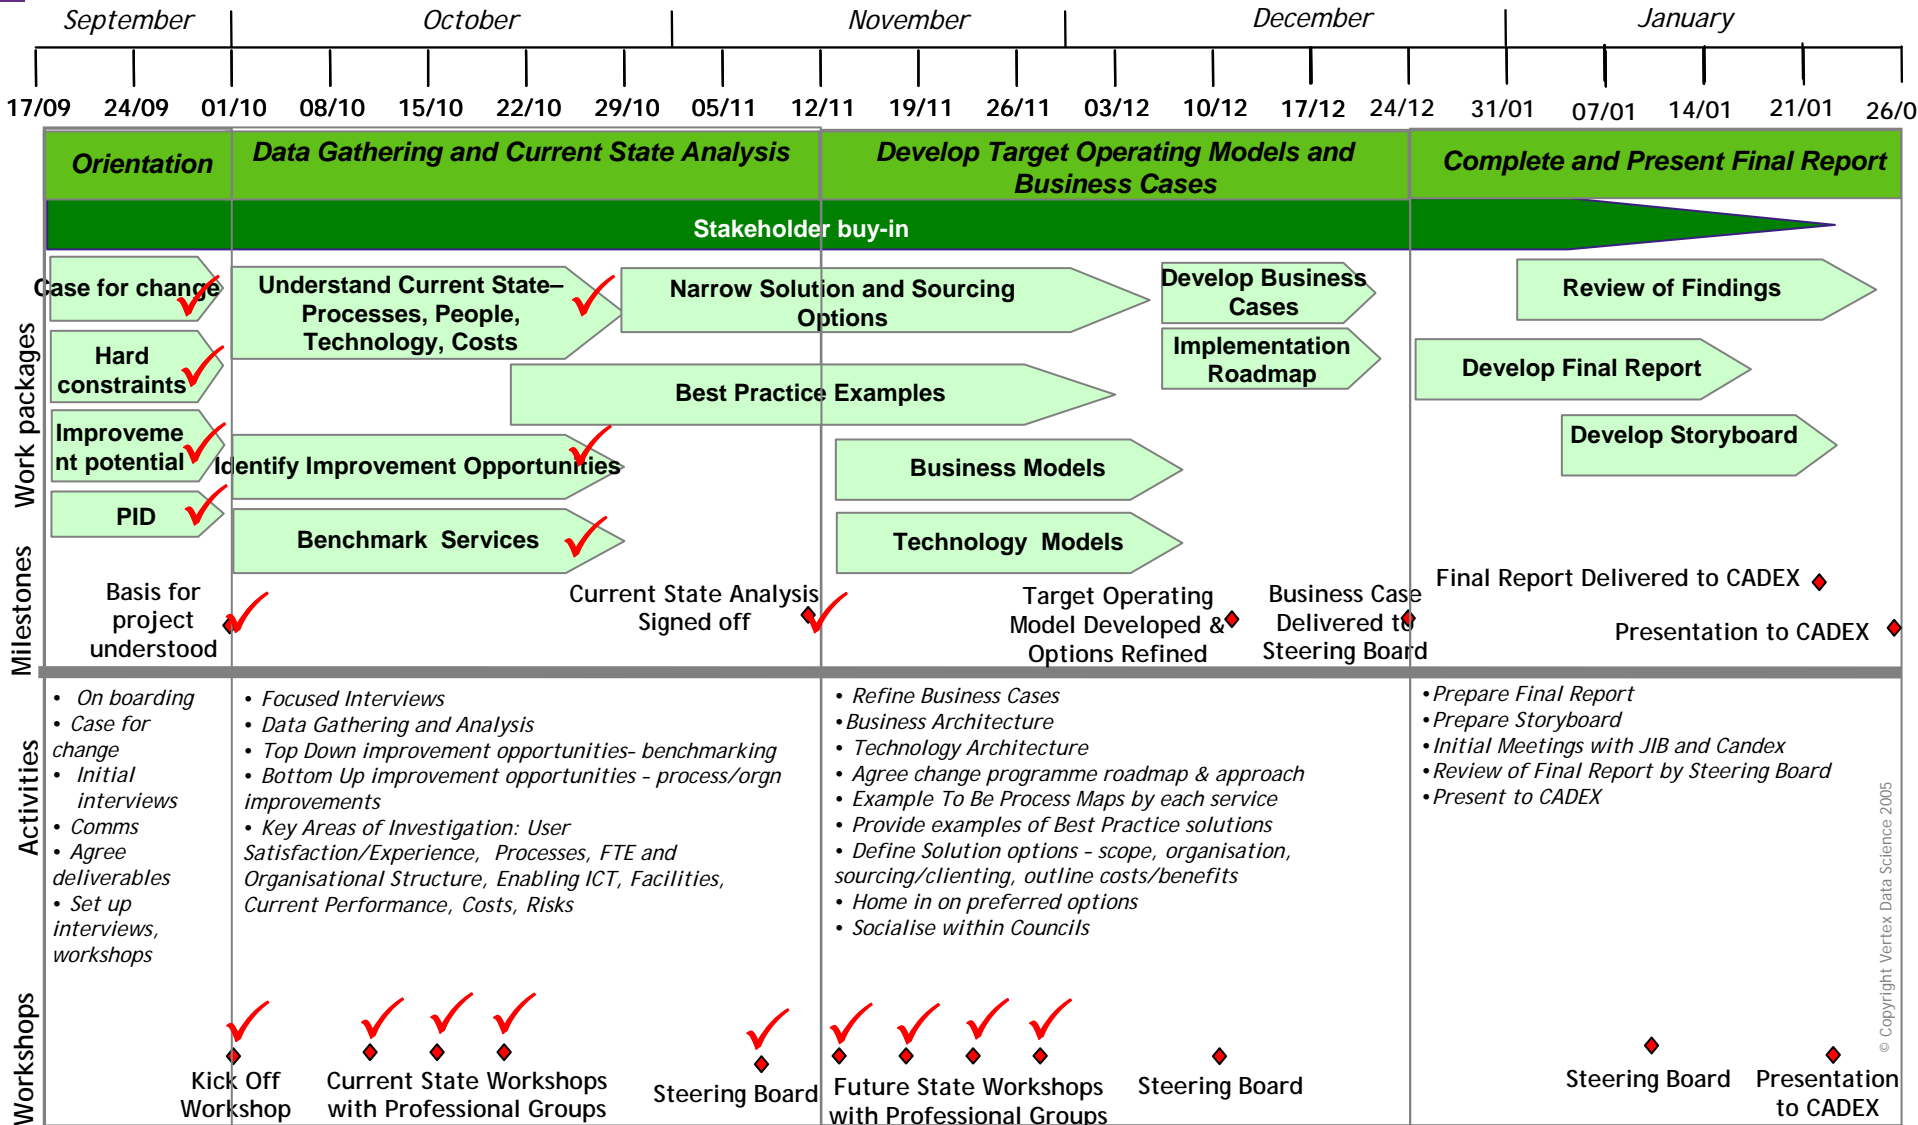 September October November December January
17/09 24/09 01/10 08/10 15/10 22/10 29/10 05/11 12/11 19/11 26/11 03/12 10/12 17/12 24/12 31/01 07/01 14/01 21/01 26/0
Orientation
Data Gathering and Current State Analysis
Develop Target Operating Models and
Business Cases
Complete and Present Final Report
Stakeholder buy-in
Work packages
Case for change
Hard
constraints
Improveme
nt potential
PID
Understand Current State–
Processes, People,
Technology, Costs
Narrow Solution and Sourcing
Options
Best Practice Examples
Identify Improvement Opportunities
Benchmark Services
Business Models
Technology Models
Develop Business
Cases
Implementation
Roadmap
Review of Findings
Develop Final Report
Develop Storyboard
Milestones
Basis for
project
understood
Current State Analysis
Signed off
Target Operating
Model Developed &
Options Refined
Business Case
Delivered to
Steering Board
Final Report Delivered to CADEX
Presentation to CADEX
Activities
• On boarding
• Case for
change
• Initial
interviews
• Comms
• Agree
deliverables
• Set up
interviews,
workshops
• Focused Interviews
• Data Gathering and Analysis
• Top Down improvement opportunities– benchmarking
• Bottom Up improvement opportunities – process/orgn
improvements
• Key Areas of Investigation: User
Satisfaction/Experience, Processes, FTE and
Organisational Structure, Enabling ICT, Facilities,
Current Performance, Costs, Risks
• Refine Business Cases
•Business Architecture
• Technology Architecture
• Agree change programme roadmap & approach
• Example To Be Process Maps by each service
• Provide examples of Best Practice solutions
• Define Solution options – scope, organisation,
sourcing/clienting, outline costs/benefits
• Home in on preferred options
• Socialise within Councils
•Prepare Final Report
•Prepare Storyboard
•Initial Meetings with JIB and Candex
•Review of Final Report by Steering Board
•Present to CADEX
© Copyright Vertex Data Science 2005
Workshops
Kick Off
Workshop
Current State Workshops
with Professional Groups
Steering Board
Future State Workshops
with Professional Groups
Steering Board
Steering Board
Presentation
to CADEX